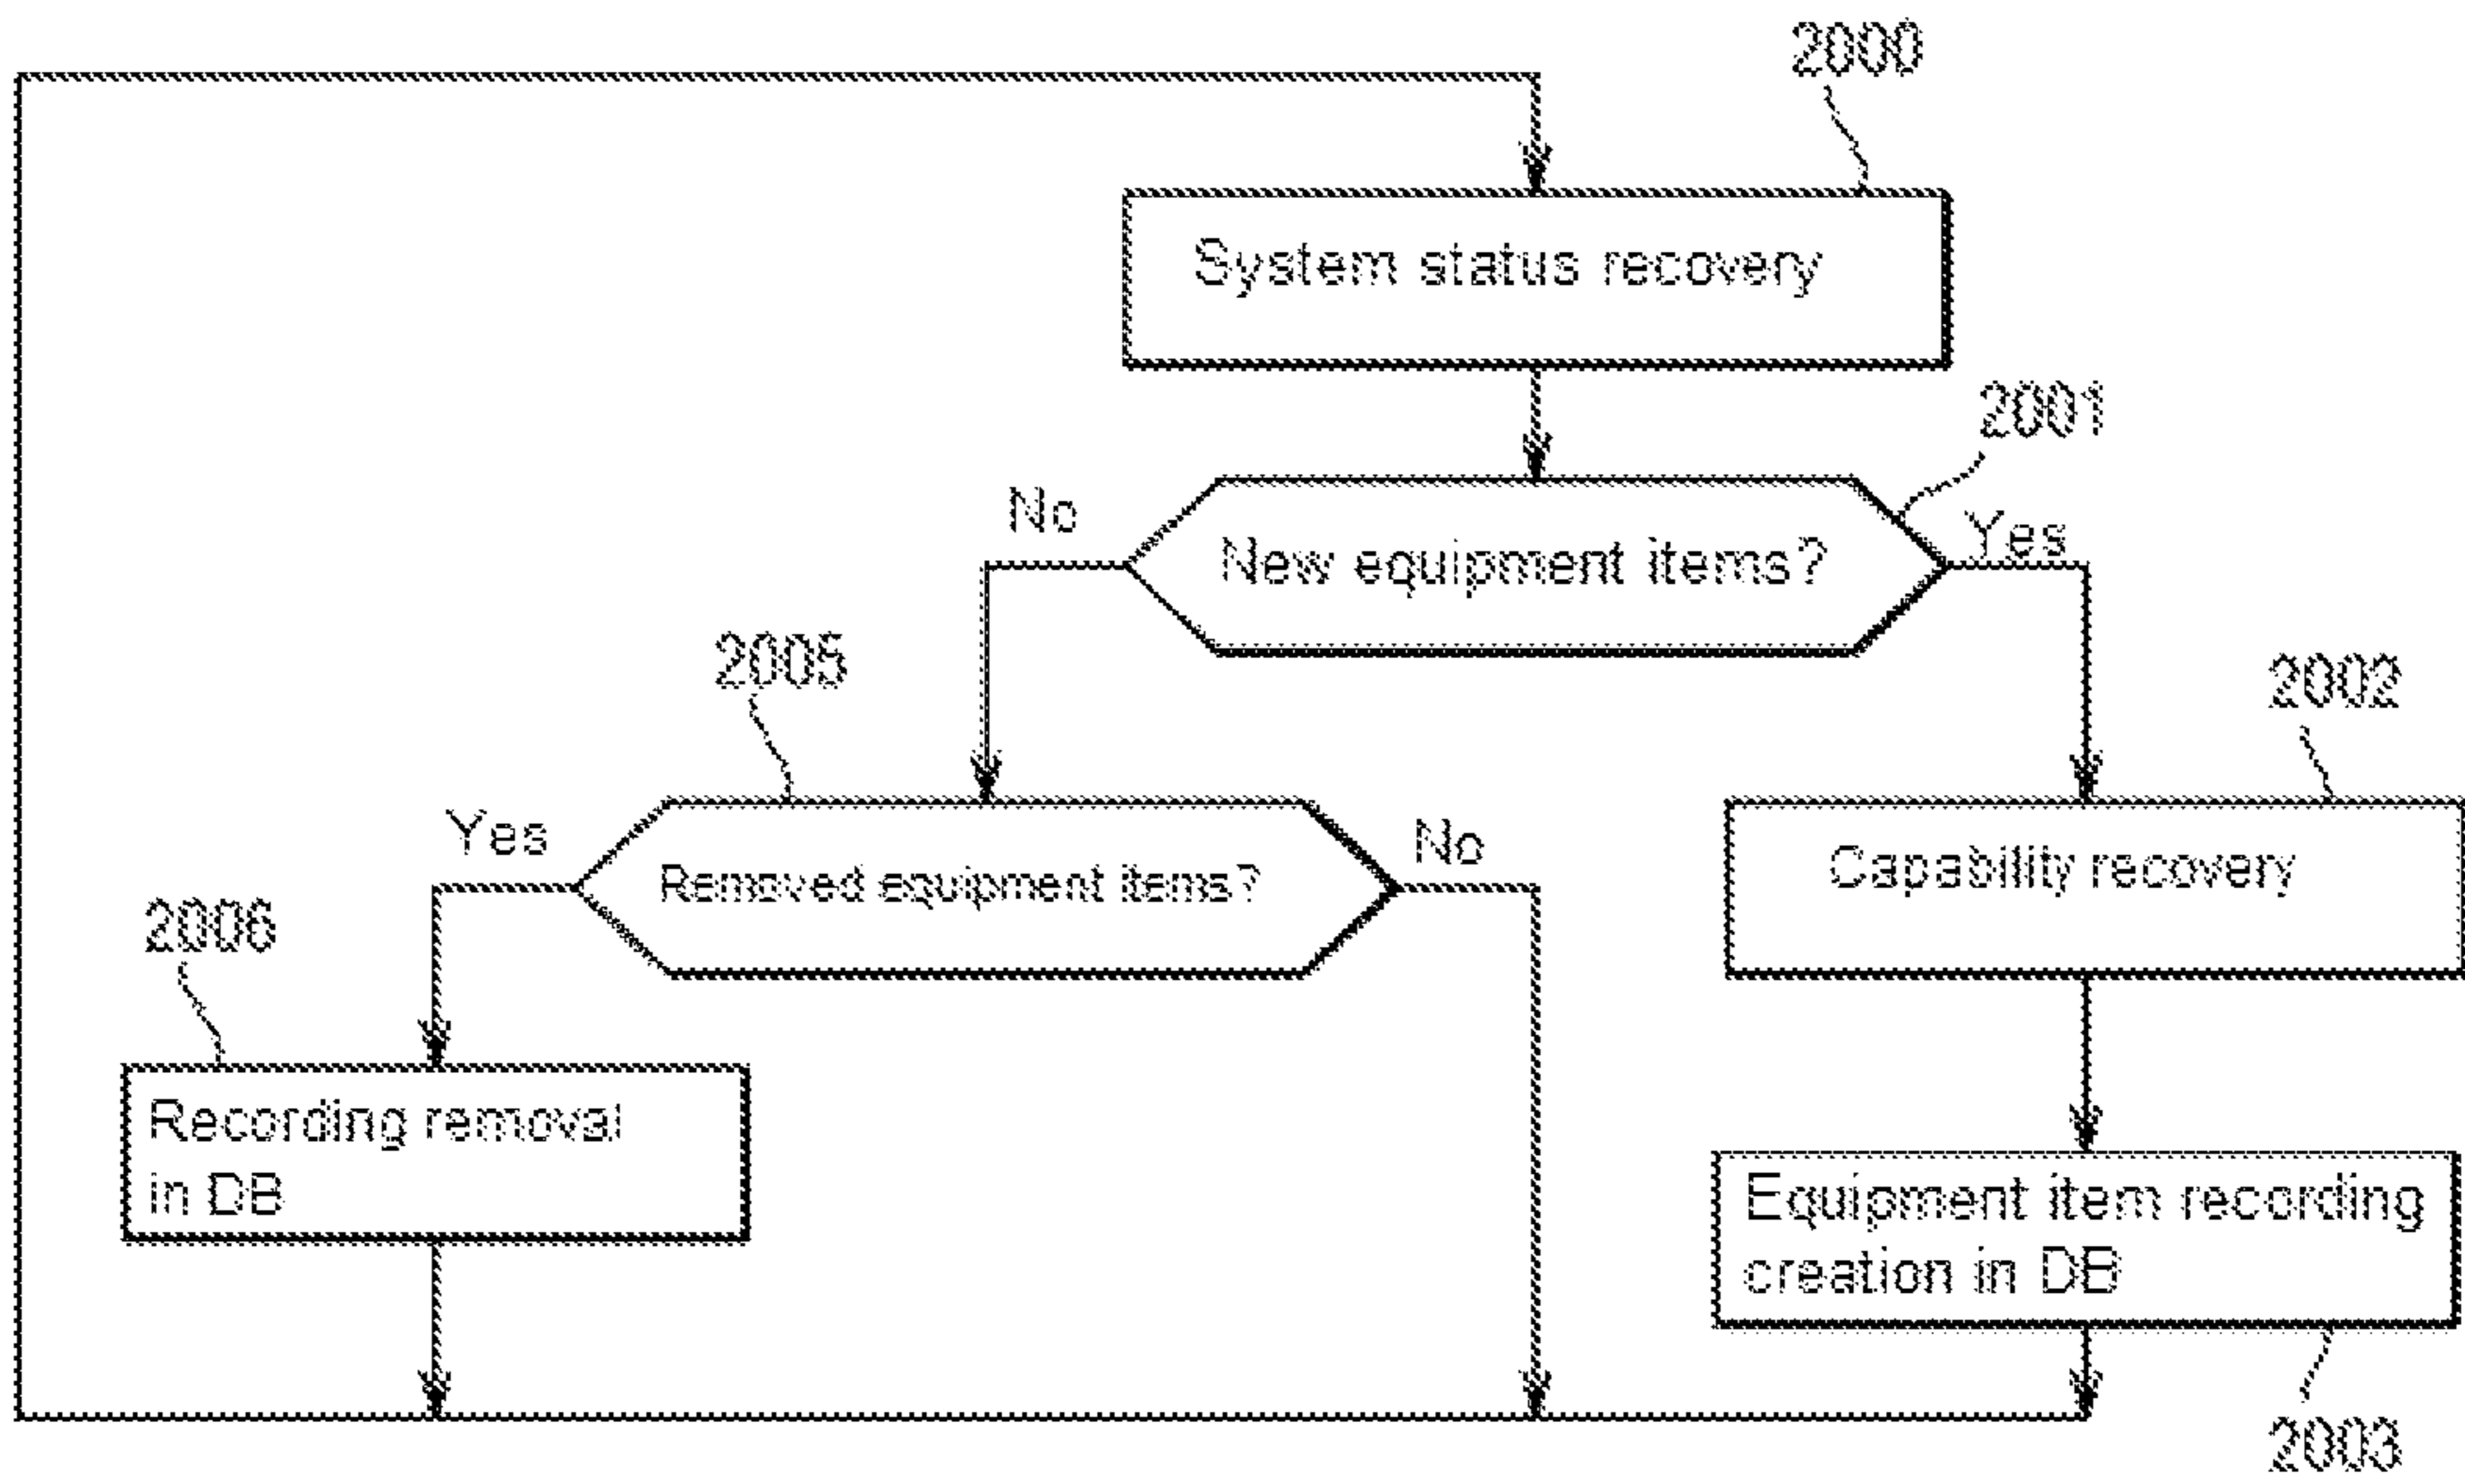 2000
System status recovery
2001
No
New equipment items?
Yes
2005
2002
Yes
Removed equipment items?
No
Capability recovery
2006
Recording removal
in DB
Equipment item recording
creation in DB
2003